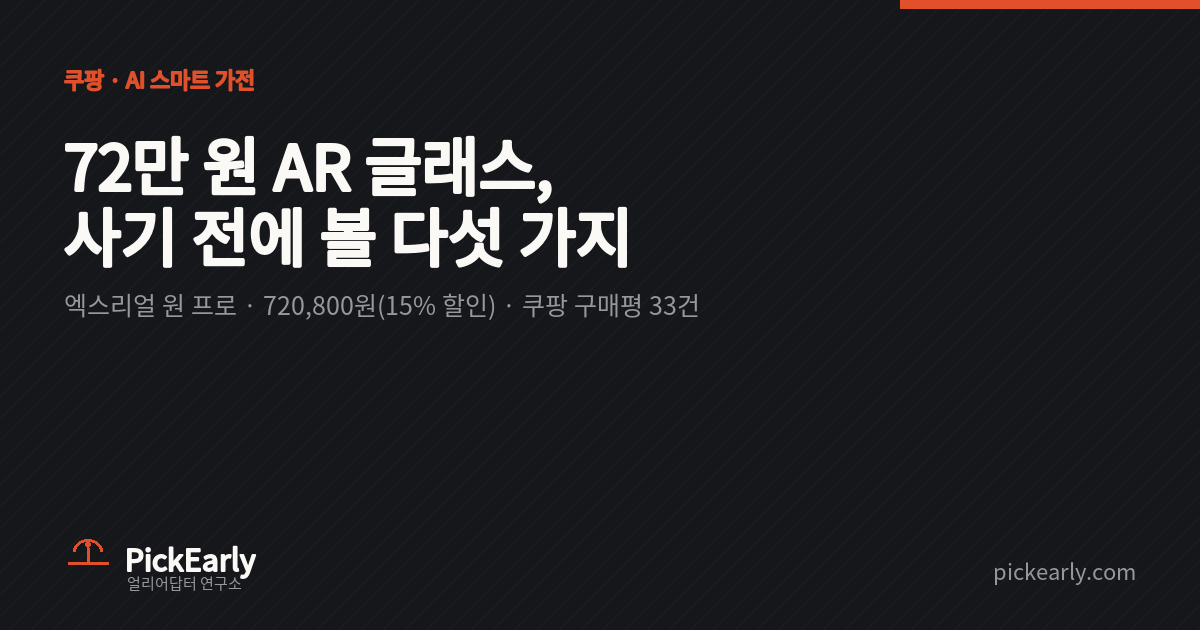 쿠팡 · AI 스마트 가전
72만 원 AR 글래스,
사기 전에 볼 다섯 가지
엑스리얼 원 프로 · 720,800원(15% 할인) · 쿠팡 구매평 33건
PickEarly
얼리어답터 연구소
pickearly.com